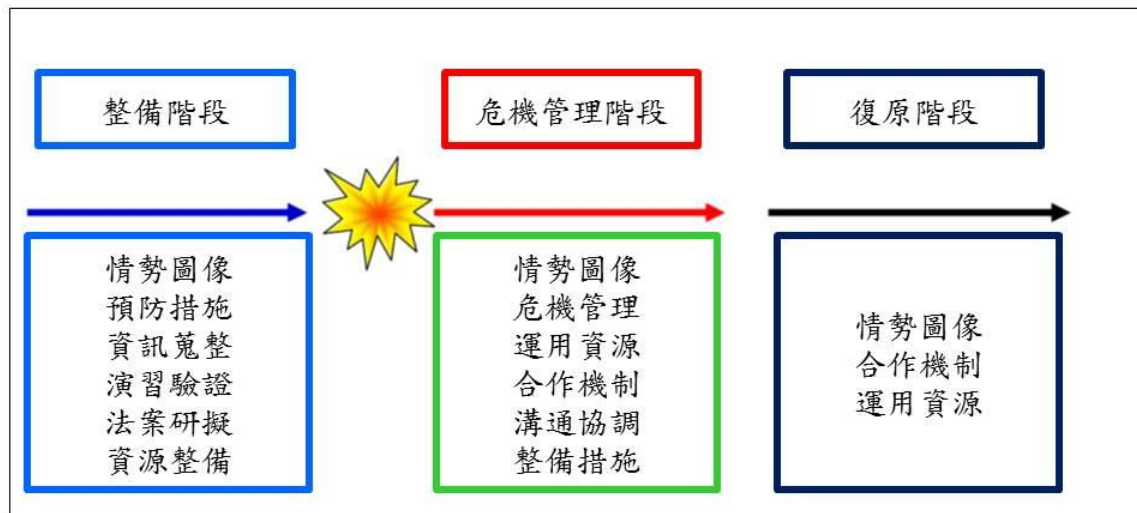 整備階段
危機管理階段
復原階段
情勢圖像
預防措施
資訊蒐整
演習驗證
法案研擬
資源整備
情勢圖像
危機管理
運用資源
合作機制
溝通協調
整備措施
情勢圖像
合作機制
運用資源